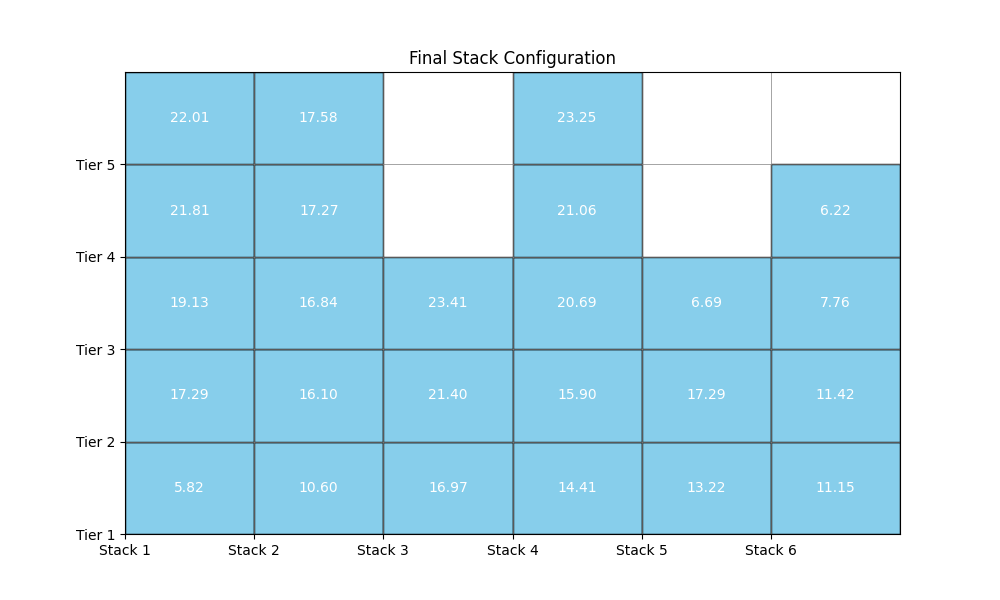 Final Stack Configuration
22.01 17.58 23.25
Tier 5
21.81 17.27 21.06 6.22
Tier 4
19.13 16.84 23.41 20.69 6.69 7.76
Tier 3
17.29 16.10 21.40 15.90 17.29 11.42
Tier 2
5.82 10.60 16.97 14.41 13.22 11.15
Tier 1
Stack 1 Stack 2 Stack 3 Stack 4 Stack 5 Stack 6